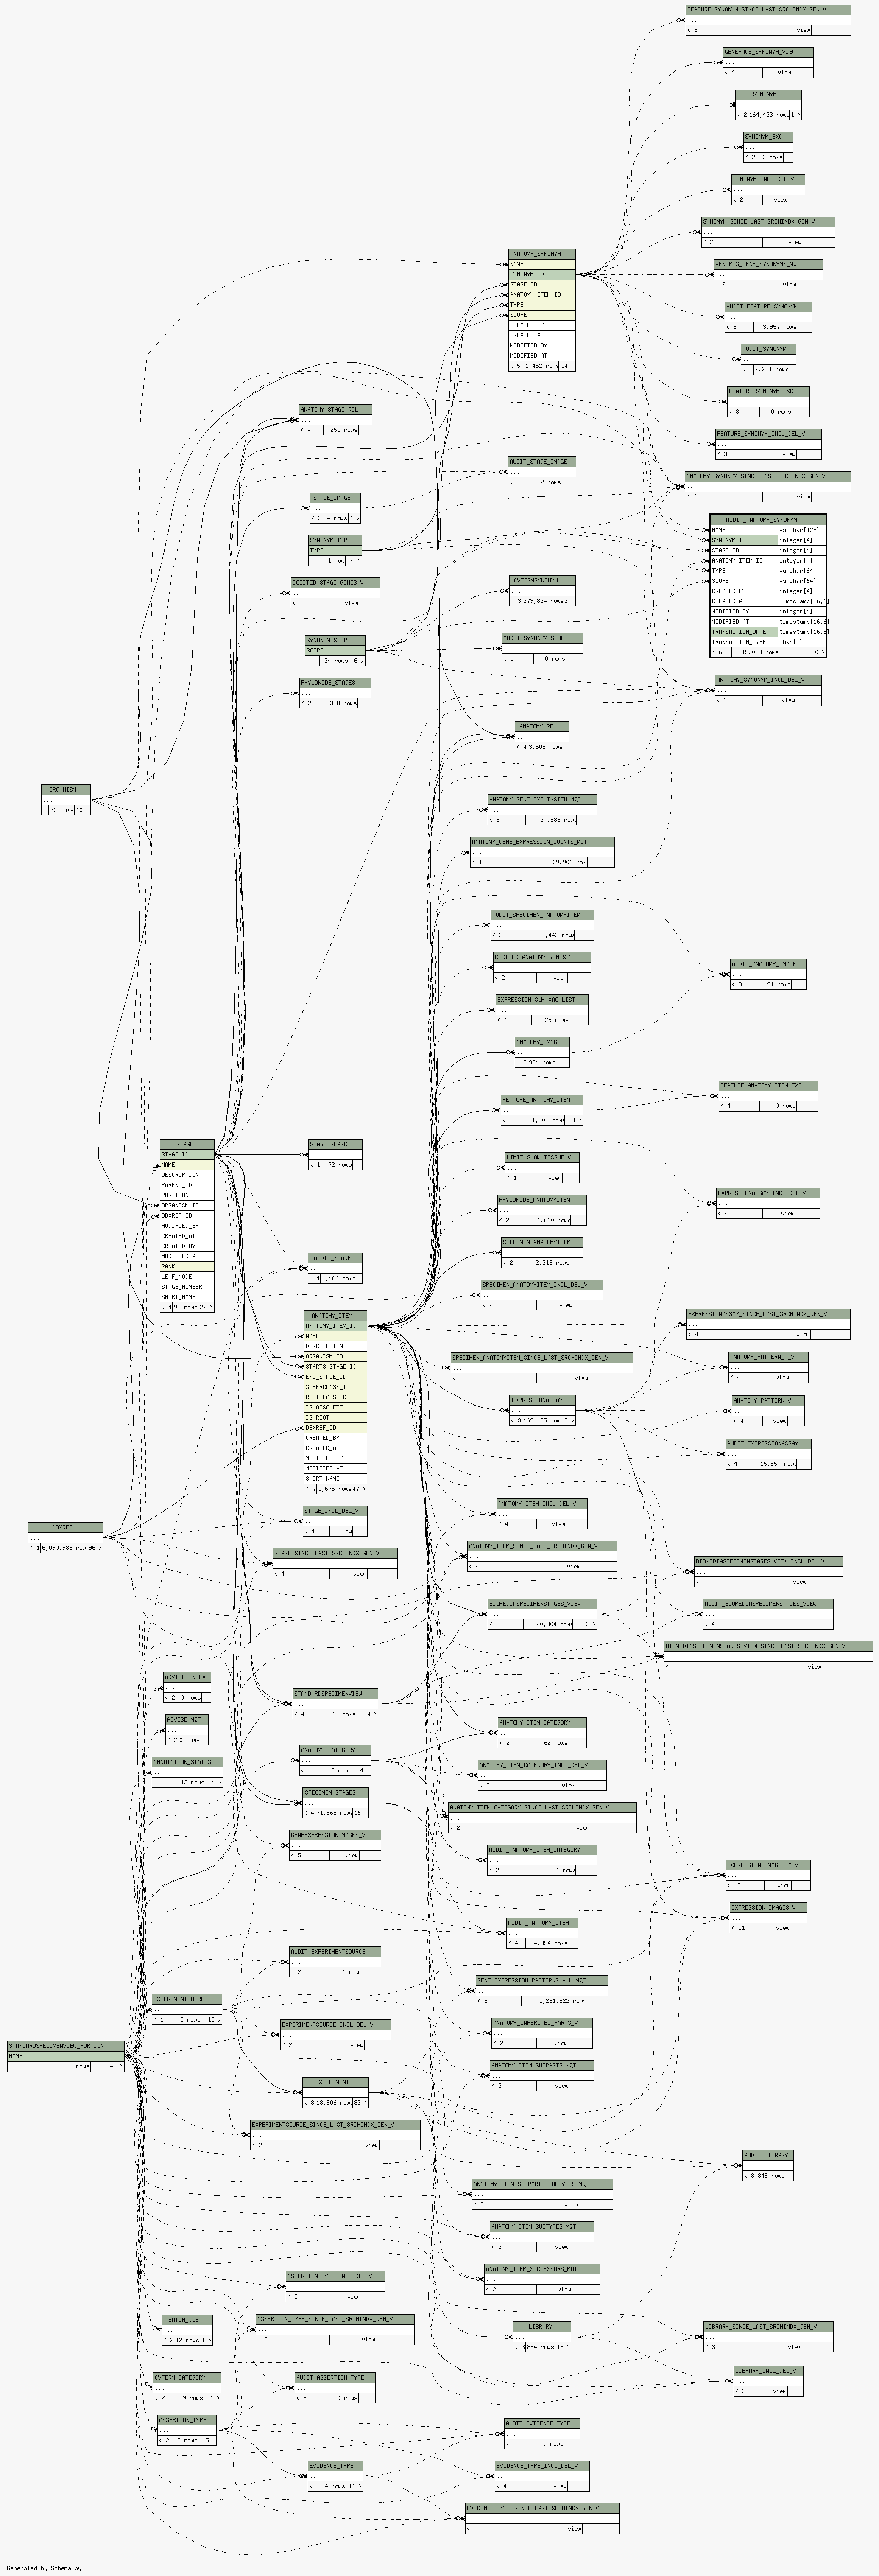 FEATURE_SYNONYM_SINCE_LAST_SRCHINDX_GEN_V
...
< 3 view
GENEPAGE_SYNONYM_VIEW
...
< 4 view
SYNONYM
...
< 2 164,423 rows 1 >
SYNONYM_EXC
...
< 2 0 rows
SYNONYM_INCL_DEL_V
...
< 2 view
SYNONYM_SINCE_LAST_SRCHINDX_GEN_V
...
< 2 view
ANATOMY_SYNONYM
NAME
SYNONYM_ID
STAGE_ID
ANATOMY_ITEM_ID
TYPE
SCOPE
CREATED_BY
CREATED_AT
MODIFIED_BY
MODIFIED_AT
< 5 1,462 rows 14 >
XENOPUS_GENE_SYNONYMS_MQT
...
< 2 view
AUDIT_FEATURE_SYNONYM
...
< 3 3,957 rows
AUDIT_SYNONYM
...
< 2 2,231 rows
FEATURE_SYNONYM_EXC
...
< 3 0 rows
ANATOMY_STAGE_REL
...
< 4 251 rows
FEATURE_SYNONYM_INCL_DEL_V
...
< 3 view
AUDIT_STAGE_IMAGE
...
< 3 2 rows
ANATOMY_SYNONYM_SINCE_LAST_SRCHINDX_GEN_V
...
< 6 view
STAGE_IMAGE
...
< 2 34 rows 1 >
AUDIT_ANATOMY_SYNONYM
NAME varchar[128]
SYNONYM_ID integer[4]
STAGE_ID integer[4]
ANATOMY_ITEM_ID integer[4]
TYPE varchar[64]
SCOPE varchar[64]
CREATED_BY integer[4]
CREATED_AT timestamp[16,6]
MODIFIED_BY integer[4]
MODIFIED_AT timestamp[16,6]
TRANSACTION_DATE timestamp[16,6]
TRANSACTION_TYPE char[1]
< 6 15,028 rows 0 >
SYNONYM_TYPE
TYPE
1 row 4 >
COCITED_STAGE_GENES_V
...
< 1 view
CVTERMSYNONYM
...
< 3 379,824 rows 3 >
SYNONYM_SCOPE
SCOPE
24 rows 6 >
AUDIT_SYNONYM_SCOPE
...
< 1 0 rows
PHYLONODE_STAGES
...
< 2 388 rows
ANATOMY_SYNONYM_INCL_DEL_V
...
< 6 view
ANATOMY_REL
...
< 4 3,606 rows
ORGANISM
...
70 rows 10 >
ANATOMY_GENE_EXP_INSITU_MQT
...
< 3 24,985 rows
ANATOMY_GENE_EXPRESSION_COUNTS_MQT
...
< 1 1,209,906 row
AUDIT_SPECIMEN_ANATOMYITEM
...
< 2 8,443 rows
COCITED_ANATOMY_GENES_V
...
< 2 view
AUDIT_ANATOMY_IMAGE
...
< 3 91 rows
EXPRESSION_SUM_XAO_LIST
...
< 1 29 rows
ANATOMY_IMAGE
...
< 2 994 rows 1 >
FEATURE_ANATOMY_ITEM_EXC
...
< 4 0 rows
FEATURE_ANATOMY_ITEM
...
< 5 1,808 rows 1 >
STAGE
STAGE_ID
NAME
DESCRIPTION
PARENT_ID
POSITION
ORGANISM_ID
DBXREF_ID
MODIFIED_BY
CREATED_AT
CREATED_BY
MODIFIED_AT
RANK
LEAF_NODE
STAGE_NUMBER
SHORT_NAME
< 4 98 rows 22 >
STAGE_SEARCH
...
< 1 72 rows
LIMIT_SHOW_TISSUE_V
...
< 1 view
PHYLONODE_ANATOMYITEM
...
< 2 6,660 rows
EXPRESSIONASSAY_INCL_DEL_V
...
< 4 view
SPECIMEN_ANATOMYITEM
...
< 2 2,313 rows
AUDIT_STAGE
...
< 4 1,406 rows
SPECIMEN_ANATOMYITEM_INCL_DEL_V
...
< 2 view
ANATOMY_ITEM
ANATOMY_ITEM_ID
NAME
DESCRIPTION
ORGANISM_ID
STARTS_STAGE_ID
END_STAGE_ID
SUPERCLASS_ID
ROOTCLASS_ID
IS_OBSOLETE
IS_ROOT
DBXREF_ID
CREATED_BY
CREATED_AT
MODIFIED_BY
MODIFIED_AT
SHORT_NAME
< 7 1,676 rows 47 >
EXPRESSIONASSAY_SINCE_LAST_SRCHINDX_GEN_V
...
< 4 view
SPECIMEN_ANATOMYITEM_SINCE_LAST_SRCHINDX_GEN_V
...
< 2 view
ANATOMY_PATTERN_A_V
...
< 4 view
EXPRESSIONASSAY
...
< 3 169,135 rows 8 >
ANATOMY_PATTERN_V
...
< 4 view
AUDIT_EXPRESSIONASSAY
...
< 4 15,650 rows
ANATOMY_ITEM_INCL_DEL_V
...
< 4 view
STAGE_INCL_DEL_V
...
< 4 view
DBXREF
...
< 1 6,090,986 row 96 >
ANATOMY_ITEM_SINCE_LAST_SRCHINDX_GEN_V
...
< 4 view
STAGE_SINCE_LAST_SRCHINDX_GEN_V
...
< 4 view
BIOMEDIASPECIMENSTAGES_VIEW_INCL_DEL_V
...
< 4 view
BIOMEDIASPECIMENSTAGES_VIEW
...
< 3 20,304 rows 3 >
AUDIT_BIOMEDIASPECIMENSTAGES_VIEW
...
< 4
BIOMEDIASPECIMENSTAGES_VIEW_SINCE_LAST_SRCHINDX_GEN_V
...
< 4 view
ADVISE_INDEX
...
< 2 0 rows
STANDARDSPECIMENVIEW
...
< 4 15 rows 4 >
ADVISE_MQT
...
< 2 0 rows
ANATOMY_ITEM_CATEGORY
...
< 2 62 rows
ANATOMY_CATEGORY
...
< 1 8 rows 4 >
ANNOTATION_STATUS
...
< 1 13 rows 4 >
ANATOMY_ITEM_CATEGORY_INCL_DEL_V
...
< 2 view
SPECIMEN_STAGES
...
< 4 71,968 rows 16 >
ANATOMY_ITEM_CATEGORY_SINCE_LAST_SRCHINDX_GEN_V
...
< 2 view
GENEEXPRESSIONIMAGES_V
...
< 5 view
AUDIT_ANATOMY_ITEM_CATEGORY
...
< 2 1,251 rows
EXPRESSION_IMAGES_A_V
...
< 12 view
EXPRESSION_IMAGES_V
...
< 11 view
AUDIT_ANATOMY_ITEM
...
< 4 54,354 rows
AUDIT_EXPERIMENTSOURCE
...
< 2 1 row
GENE_EXPRESSION_PATTERNS_ALL_MQT
...
< 8 1,231,522 row
EXPERIMENTSOURCE
...
< 1 5 rows 15 >
EXPERIMENTSOURCE_INCL_DEL_V
...
< 2 view
ANATOMY_INHERITED_PARTS_V
...
< 2 view
STANDARDSPECIMENVIEW_PORTION
NAME
2 rows 42 >
ANATOMY_ITEM_SUBPARTS_MQT
...
< 2 view
EXPERIMENT
...
< 3 18,806 rows 33 >
EXPERIMENTSOURCE_SINCE_LAST_SRCHINDX_GEN_V
...
< 2 view
AUDIT_LIBRARY
...
< 3 845 rows
ANATOMY_ITEM_SUBPARTS_SUBTYPES_MQT
...
< 2 view
ANATOMY_ITEM_SUBTYPES_MQT
...
< 2 view
ANATOMY_ITEM_SUCCESSORS_MQT
...
< 2 view
ASSERTION_TYPE_INCL_DEL_V
...
< 3 view
BATCH_JOB
...
< 2 12 rows 1 >
ASSERTION_TYPE_SINCE_LAST_SRCHINDX_GEN_V
...
< 3 view
LIBRARY
...
< 3 854 rows 15 >
LIBRARY_SINCE_LAST_SRCHINDX_GEN_V
...
< 3 view
LIBRARY_INCL_DEL_V
...
< 3 view
CVTERM_CATEGORY
...
< 2 19 rows 1 >
AUDIT_ASSERTION_TYPE
...
< 3 0 rows
ASSERTION_TYPE
...
< 2 5 rows 15 >
AUDIT_EVIDENCE_TYPE
...
< 4 0 rows
EVIDENCE_TYPE
...
< 3 4 rows 11 >
EVIDENCE_TYPE_INCL_DEL_V
...
< 4 view
EVIDENCE_TYPE_SINCE_LAST_SRCHINDX_GEN_V
...
< 4 view
Generated by SchemaSpy